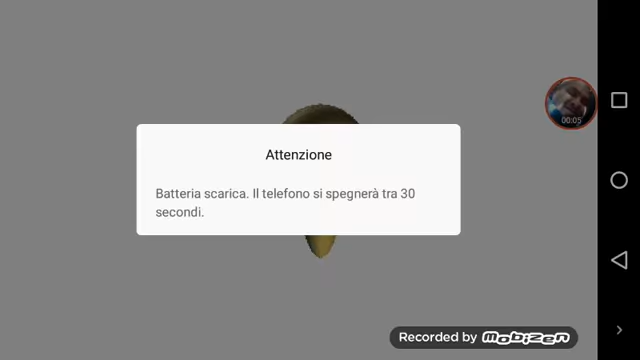 Attenzione
Batteria scarica. Il telefono si spegnerà tra 30
secondi.
00:05
Recorded by Mobizen